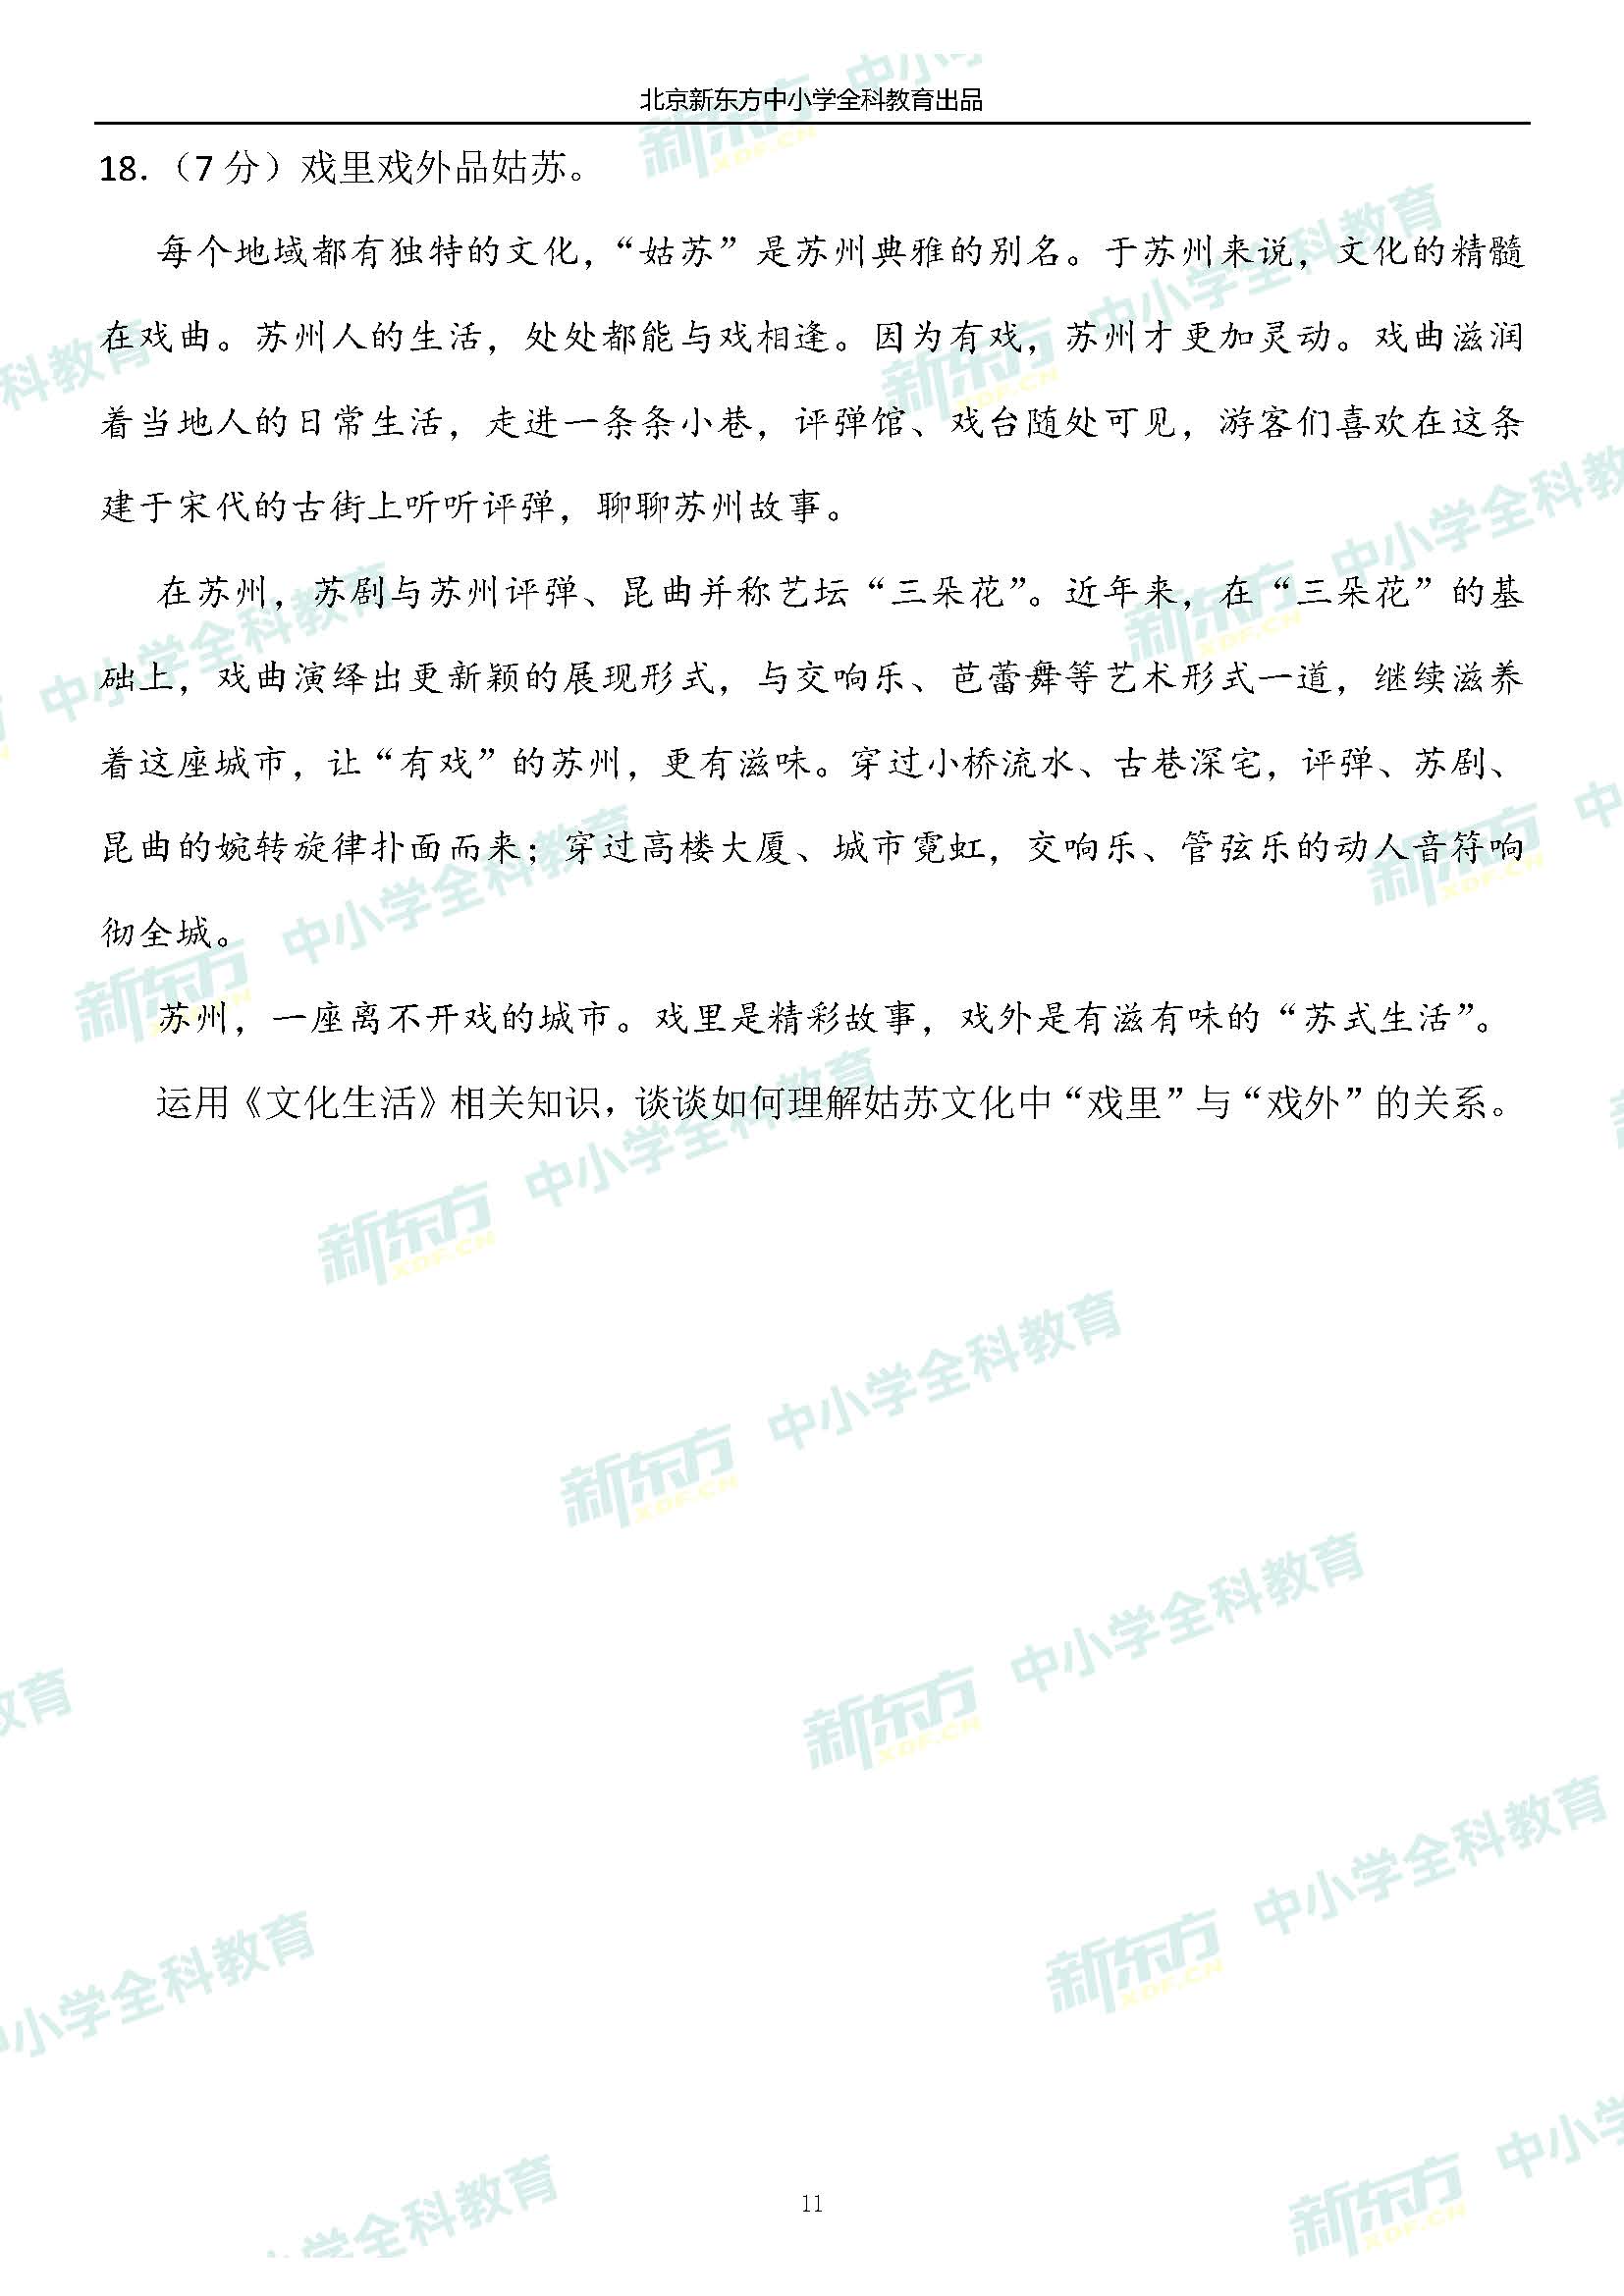 北京新东方中小学全科教育出品
18.（7 分）戏里戏外品姑苏。
每个地域都有独特的文化，“姑苏”是苏州典雅的别名。于苏州来说，文化的精髓
在戏曲。苏州人的生活，处处都能与戏相逢。因为有戏，苏州才更加灵动。戏曲滋润
着当地人的日常生活，走进一条条小巷，评弹馆、戏台随处可见，游客们喜欢在这条
建于宋代的古街上听听评弹，聊聊苏州故事。
在苏州，苏剧与苏州评弹、昆曲并称艺坛“三朵花”。近年来，在“三朵花”的基
础上，戏曲演绎出更新颖的展现形式，与交响乐、芭蕾舞等艺术形式一道，继续滋养
着这座城市，让“有戏”的苏州，更有滋味。穿过小桥流水、古巷深宅，评弹、苏剧、
昆曲的婉转旋律扑面而来；穿过高楼大厦、城市霓虹，交响乐、管弦乐的动人音符响
彻全城。
苏州，一座离不开戏的城市。戏里是精彩故事，戏外是有滋有味的“苏式生活”。
运用《文化生活》相关知识，谈谈如何理解姑苏文化中“戏里”与“戏外”的关系。
11